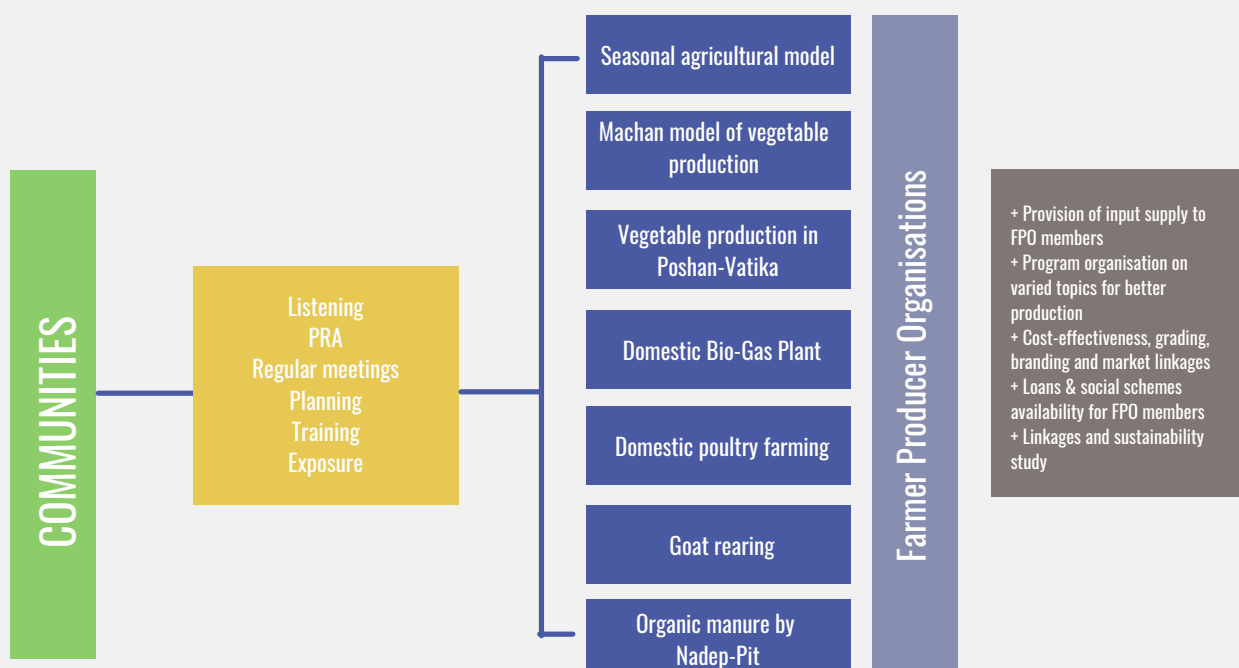 COMMUNITIES
Listening
PRA
Regular meetings
Planning
Training
Exposure
Seasonal agricultural model
Machan model of vegetable
production
Vegetable production in
Poshan-Vatika
Domestic Bio-Gas Plant
Domestic poultry farming
Goat rearing
Organic manure by
Nadep-Pit
Farmer Producer Organisations
+ Provision of input supply to
FPO members
+ Program organisation on
varied topics for better
production
+ Cost-effectiveness, grading,
branding and market linkages
+ Loans & social schemes
availability for FPO members
+ Linkages and sustainability
study